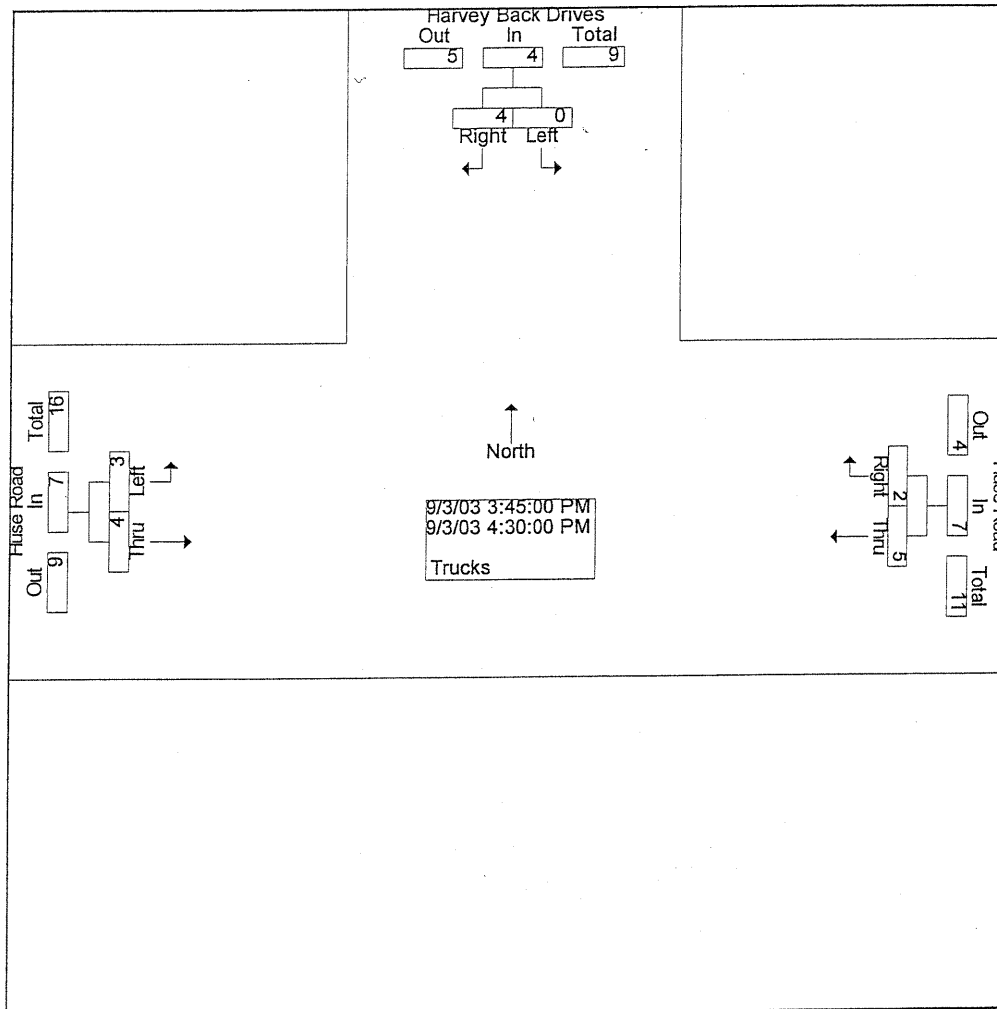 Harvey Back Drives
Out In Total
5 4 9
4 0
Right Left
Huse Road
Out In Total
9 7 16
3 4
Left Thru
North
9/3/03 3:45:00 PM
9/3/03 4:30:00 PM
Trucks
Out In Total
4 7 11
2 5
Right Thru